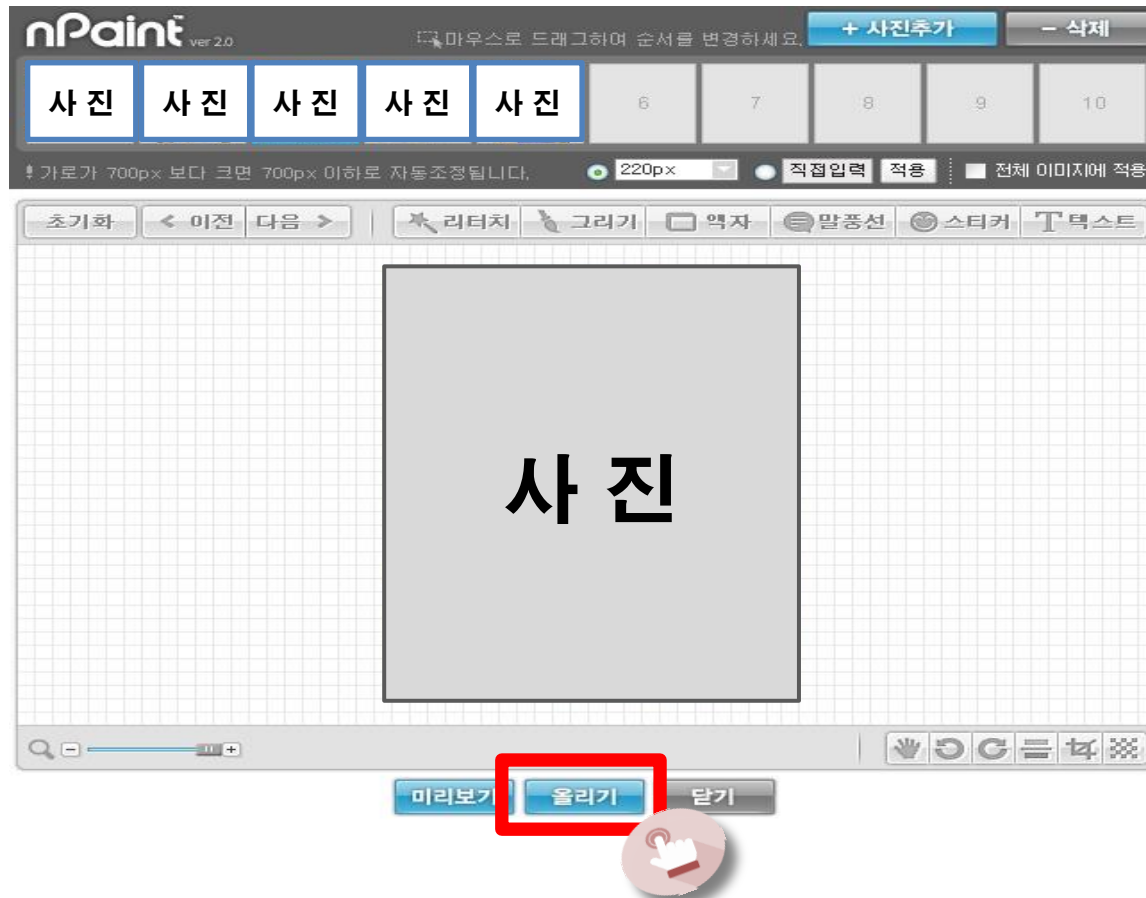 nPaint ver 2.0
마우스로 드래그하여 순서를 변경하세요.
+ 사진추가
- 삭제
사 진 사 진 사 진 사 진 사 진 6 7 8 9 10
! 가로가 700px 보다 크면 700px 이하로 자동조정됩니다. 220px 직접입력 적용 전체 이미지에 적용
초기화 < 이전 다음 > 리터치 그리기 액자 말풍선 스티커 T 텍스트
사 진
미리보기 올리기 닫기